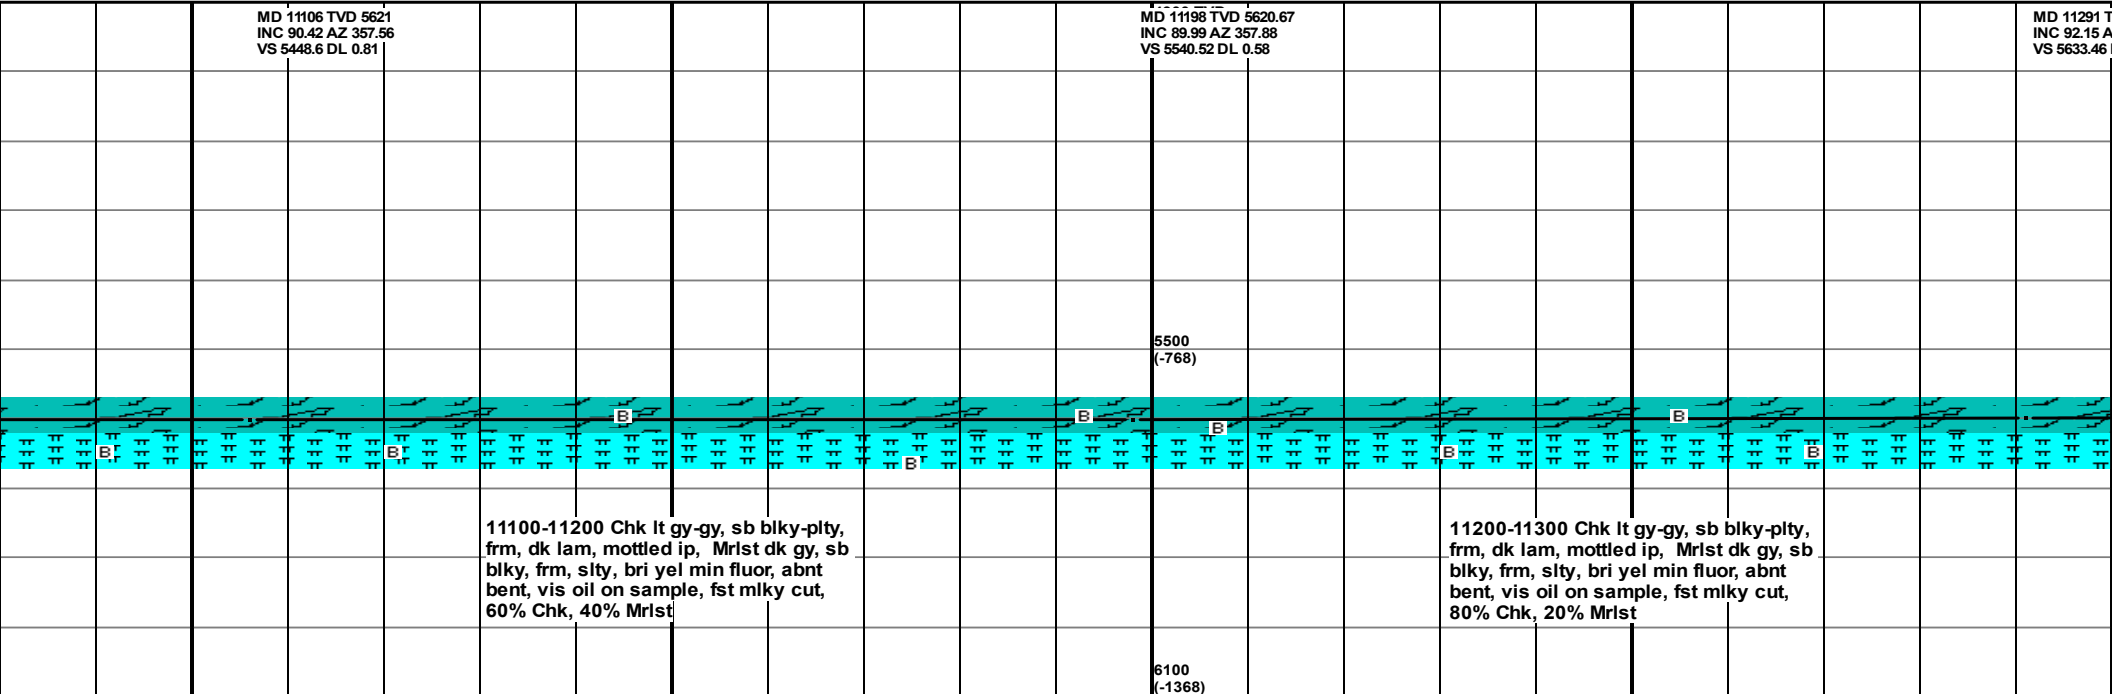 MD 11106 TVD 5621
INC 90.42 AZ 357.56
VS 5448.6 DL 0.81
MD 11198 TVD 5620.67
INC 89.99 AZ 357.88
VS 5540.52 DL 0.58
MD 11291
INC 92.15
VS 5633.46
5500
(-768)
B
B
B
B
B
B
B
B
B
11100-11200 Chk lt gy-gy, sb blky-plty,
frm, dk lam, mottled ip, Mrlst dk gy, sb
blky, frm, slty, bri yel min fluor, abnt
bent, vis oil on sample, fst mlky cut,
60% Chk, 40% Mrlst
11200-11300 Chk lt gy-gy, sb blky-plty,
frm, dk lam, mottled ip, Mrlst dk gy, sb
blky, frm, slty, bri yel min fluor, abnt
bent, vis oil on sample, fst mlky cut,
80% Chk, 20% Mrlst
6100
(-1368)